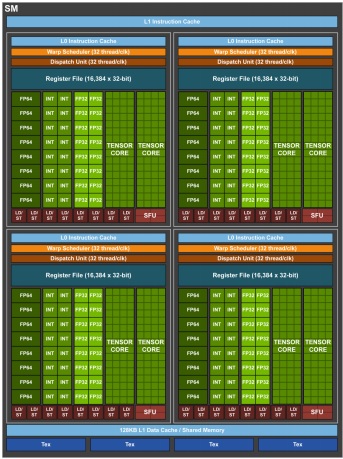 SM
L1 Instruction Cache
L0 Instruction Cache
Warp Scheduler (32 thread/clk)
Dispatch Unit (32 thread/clk)
Register File (16,384 x 32-bit)
FP64 INT INT FP32 FP32
FP64 INT INT FP32 FP32
FP64 INT INT FP32 FP32
FP64 INT INT FP32 FP32
TENSOR TENSOR
CORE CORE
FP64 INT INT FP32 FP32
FP64 INT INT FP32 FP32
FP64 INT INT FP32 FP32
FP64 INT INT FP32 FP32
LD/ LD/ LD/ LD/ LD/ LD/ LD/ LD/
ST ST ST ST ST ST ST ST
SFU
L0 Instruction Cache
Warp Scheduler (32 thread/clk)
Dispatch Unit (32 thread/clk)
Register File (16,384 x 32-bit)
FP64 INT INT FP32 FP32
FP64 INT INT FP32 FP32
FP64 INT INT FP32 FP32
FP64 INT INT FP32 FP32
TENSOR TENSOR
CORE CORE
FP64 INT INT FP32 FP32
FP64 INT INT FP32 FP32
FP64 INT INT FP32 FP32
FP64 INT INT FP32 FP32
LD/ LD/ LD/ LD/ LD/ LD/ LD/ LD/
ST ST ST ST ST ST ST ST
SFU
L0 Instruction Cache
Warp Scheduler (32 thread/clk)
Dispatch Unit (32 thread/clk)
Register File (16,384 x 32-bit)
FP64 INT INT FP32 FP32
FP64 INT INT FP32 FP32
FP64 INT INT FP32 FP32
FP64 INT INT FP32 FP32
TENSOR TENSOR
CORE CORE
FP64 INT INT FP32 FP32
FP64 INT INT FP32 FP32
FP64 INT INT FP32 FP32
FP64 INT INT FP32 FP32
LD/ LD/ LD/ LD/ LD/ LD/ LD/ LD/
ST ST ST ST ST ST ST ST
SFU
L0 Instruction Cache
Warp Scheduler (32 thread/clk)
Dispatch Unit (32 thread/clk)
Register File (16,384 x 32-bit)
FP64 INT INT FP32 FP32
FP64 INT INT FP32 FP32
FP64 INT INT FP32 FP32
FP64 INT INT FP32 FP32
TENSOR TENSOR
CORE CORE
FP64 INT INT FP32 FP32
FP64 INT INT FP32 FP32
FP64 INT INT FP32 FP32
FP64 INT INT FP32 FP32
LD/ LD/ LD/ LD/ LD/ LD/ LD/ LD/
ST ST ST ST ST ST ST ST
SFU
128KB L1 Data Cache / Shared Memory
Tex Tex Tex Tex